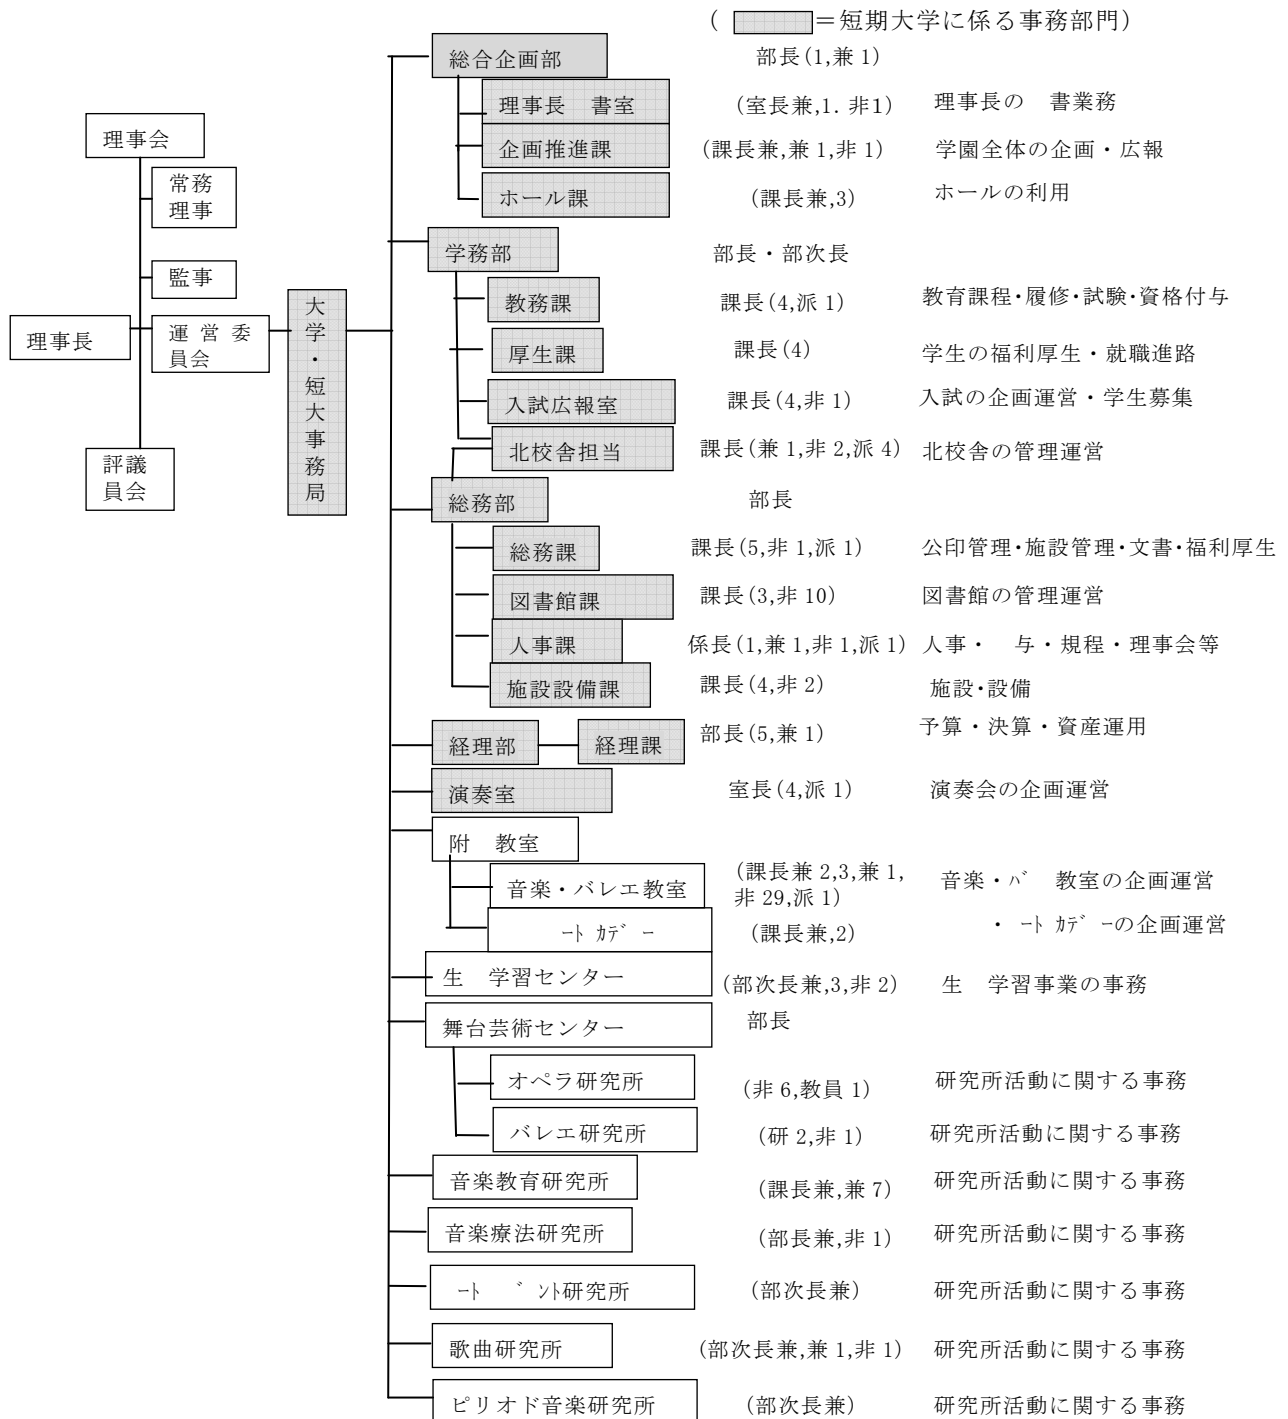 ( =短期大学に係る事務部門)
総合企画部 部長(1,兼 1)
理事長 書室 (室長兼,1. 非1) 理事長の 書業務
企画推進課 (課長兼,兼 1,非 1) 学園全体の企画・広報
ホール課 (課長兼,3) ホールの利用
理事会
常務
理事
監事
理事長
運 営 委
員会
評議
員会
大学・短大事務局
学務部 部長・部次長
教務課 課長(4,派 1) 教育課程・履修・試験・資格付与
厚生課 課長(4) 学生の福利厚生・就職進路
入試広報室 課長(4,非 1) 入試の企画運営・学生募集
北校舎担当 課長(兼 1,非 2,派 4) 北校舎の管理運営
総務部 部長
総務課 課長(5,非 1,派 1) 公印管理・施設管理・文書・福利厚生
図書館課 課長(3,非 10) 図書館の管理運営
人事課 係長(1,兼 1,非 1,派 1) 人事・ 与・規程・理事会等
施設設備課 課長(4,非 2) 施設・設備
経理部 経理課 部長(5,兼 1) 予算・決算・資産運用
演奏室 室長(4,派 1) 演奏会の企画運営
附 教室
音楽・バレエ教室 (課長兼 2,3,兼 1,
非 29,派 1) 音楽・バ 教室の企画運営
ート カデ ー (課長兼,2) ・ ート カデ ーの企画運営
生 学習センター (部次長兼,3,非 2) 生 学習事業の事務
舞台芸術センター 部長
オペラ研究所 (非 6,教員 1) 研究所活動に関する事務
バレエ研究所 (研 2,非 1) 研究所活動に関する事務
音楽教育研究所 (課長兼,兼 7) 研究所活動に関する事務
音楽療法研究所 (部長兼,非 1) 研究所活動に関する事務
ート ゙ ント研究所 (部次長兼) 研究所活動に関する事務
歌曲研究所 (部次長兼,兼 1,非 1) 研究所活動に関する事務
ピリオド音楽研究所 (部次長兼) 研究所活動に関する事務